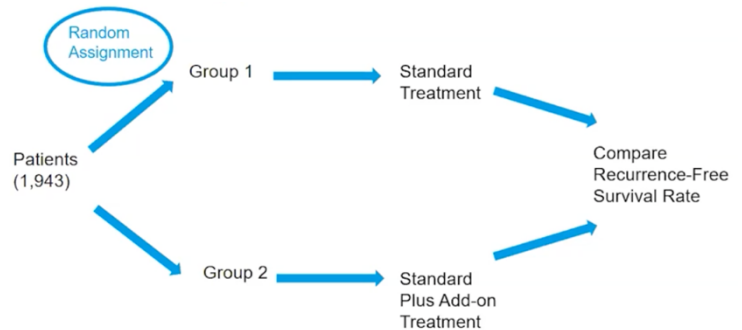 Random
Assignment
Group 1
Standard
Treatment
Patients
(1,943)
Compare
Recurrence-Free
Survival Rate
Group 2
Standard
Plus Add-on
Treatment